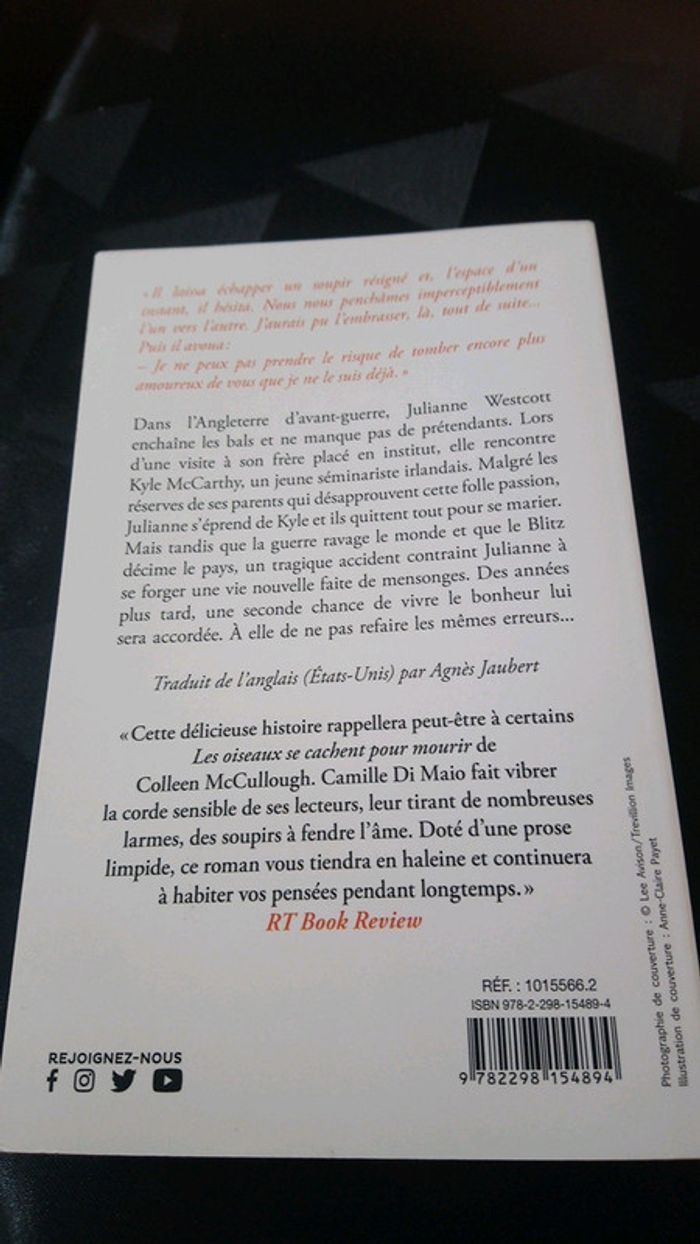 « Il laissa échapper un soupir résigné et, l'espace d'un
instant, il hésita. Nous nous penchâmes imperceptiblement
l'un vers l'autre. J'aurais pu l'embrasser, là, tout de suite...
Puis il avoua :
– Je ne peux pas prendre le risque de tomber encore plus
amoureux de vous que je ne le suis déjà. »
Dans l'Angleterre d'avant-guerre, Julianne Westcott
enchaîne les bals et ne manque pas de prétendants. Lors
d'une visite à son frère placé en institut, elle rencontre
Kyle McCarthy, un jeune séminariste irlandais. Malgré les
réserves de ses parents qui désapprouvent cette folle passion,
Julianne s'éprend de Kyle et ils quittent tout pour se marier.
Mais tandis que la guerre ravage le monde et que le Blitz
décime le pays, un tragique accident contraint Julianne à
se forger une vie nouvelle faite de mensonges. Des années
plus tard, une seconde chance de vivre le bonheur lui
sera accordée. À elle de ne pas refaire les mêmes erreurs...
Traduit de l'anglais (États-Unis) par Agnès Jaubert
« Cette délicieuse histoire rappellera peut-être à certains
Les oiseaux se cachent pour mourir de
Colleen McCullough. Camille Di Maio fait vibrer
la corde sensible de ses lecteurs, leur tirant de nombreuses
larmes, des soupirs à fendre l'âme. Doté d'une prose
limpide, ce roman vous tiendra en haleine et continuera
à habiter vos pensées pendant longtemps. »
RT Book Review
RÉF. : 1015566.2
ISBN 978-2-298-15489-4
9 782298 154894
REJOIGNEZ-NOUS
Photographie de couverture : © Lee Avison / Trevillion Images
Illustration de couverture : Anne-Claire Payet